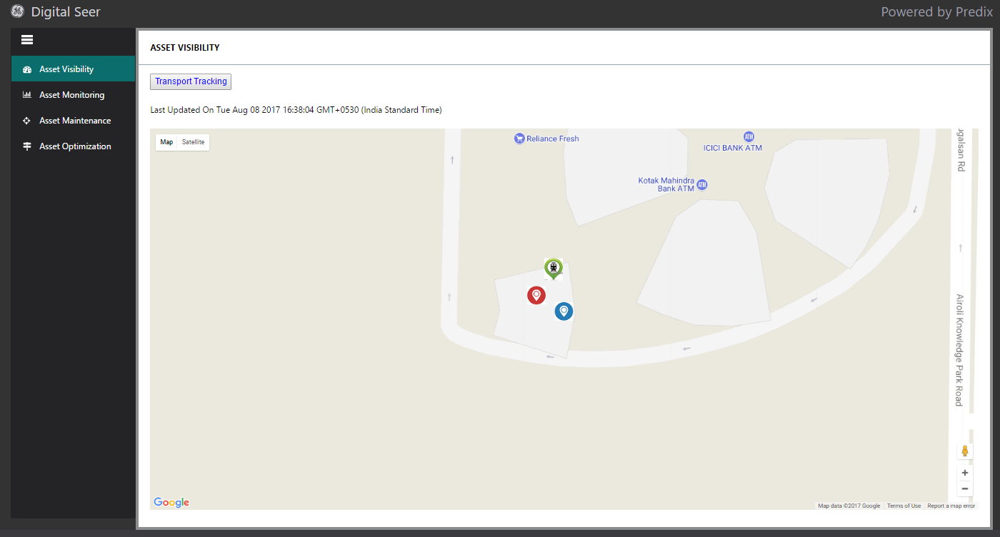 Digital Seer
Powered by Predix
Asset Visibility
Asset Monitoring
Asset Maintenance
Asset Optimization
ASSET VISIBILITY
Transport Tracking
Last Updated On Tue Aug 08 2017 16:38:04 GMT+0530 (India Standard Time)
Map
Satellite
Reliance Fresh
ATM
ICICI BANK ATM
Kotak Mahindra
Bank ATM
ATM
ugalsan Rd
Airoli Knowledge Park Road
Google
Map data ©2017 Google
Terms of Use
Report a map error